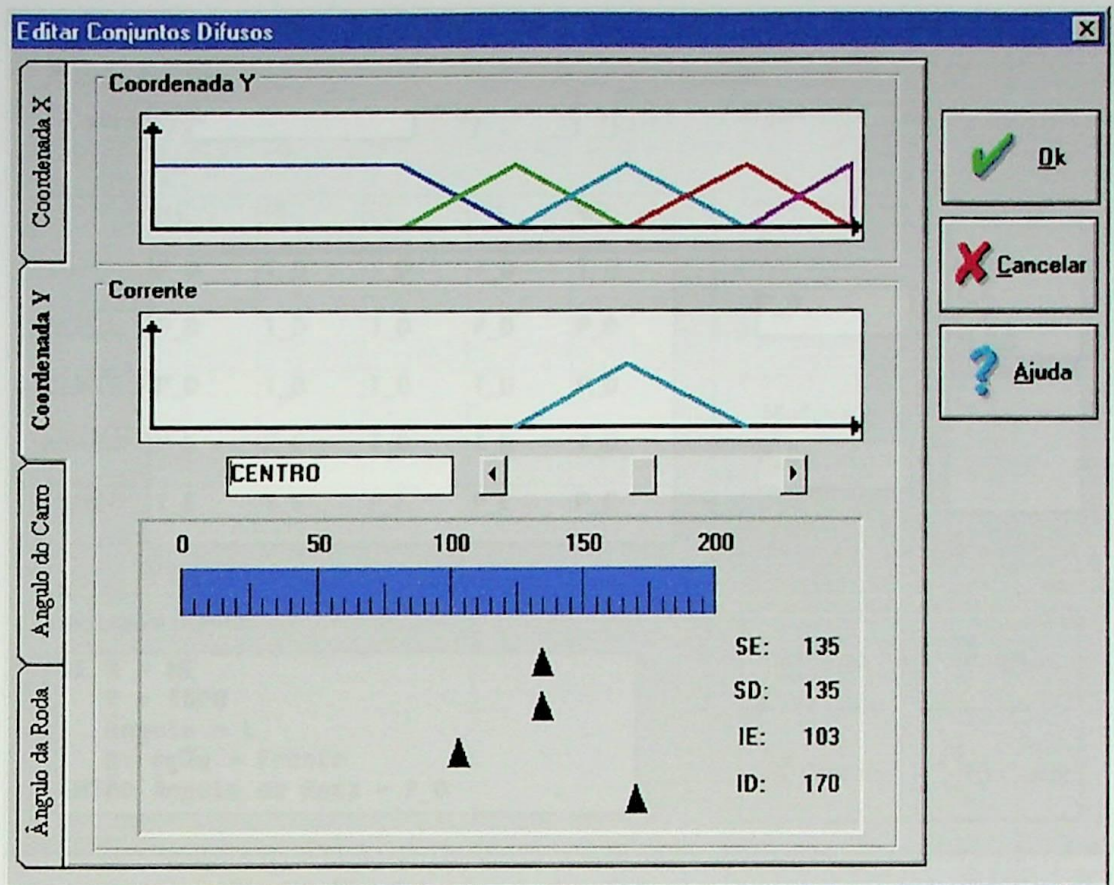 Editar Conjuntos Difusos
Coordenada X
Coordenada Y
Ângulo do Carro
Ângulo da Roda
Coordenada Y
Corrente
CENTRO
0 50 100 150 200
SE: 135
SD: 135
IE: 103
ID: 170
Ok
Cancelar
Ajuda